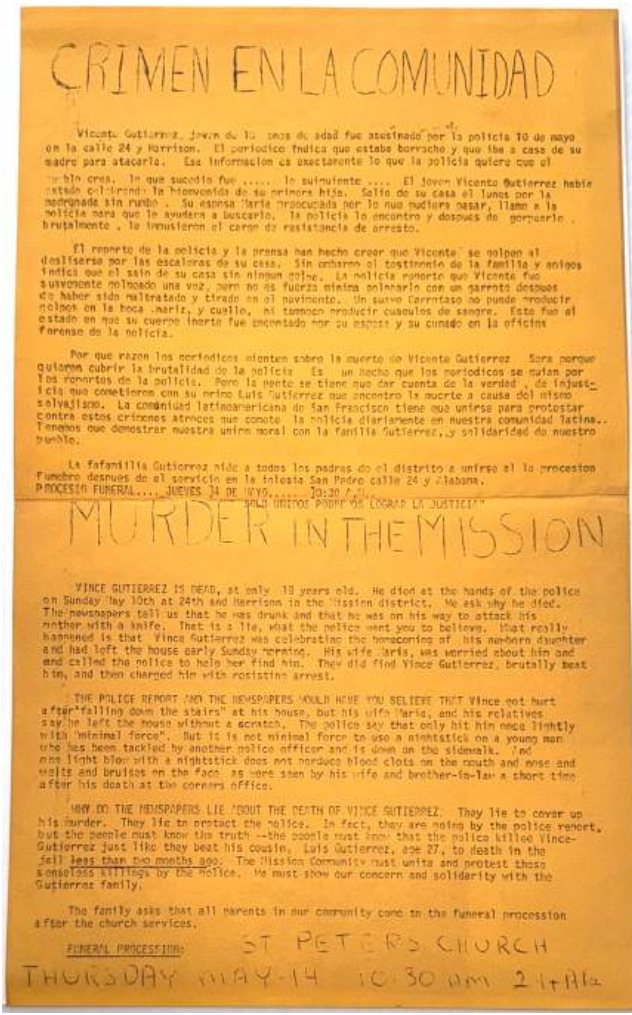 CRIMEN EN LA COMUNIDAD
Vicente Gutierrez, joven de anos de edad fue asesinado por la policia 10 de mayo
en la calle 24 y Harrison. El periodico indica que estaba borracho y que iba a casa de su
madre para atacarla. Esa informacion es exactamente lo que la policia quiere que el
pueblo crea. lo que sucedio fue ...... lo suiguiente .... El joven Vicente Gutierrez habia
estado celebrando la bienvenida de su primera hija. Salio de su casa el lunes por la
madrugada sin rumbo . Su esposa Maria preocupada por lo que pudiera pasar, llamo a la
policia para que le ayudara a buscarlo. la policia lo encontro y despues de
brutalmente , le impusieron el cargo de resistancia de arresto.
El reporte de la policia y la prensa han hecho creer que Vicente se golpeo al
deslisarse por las escaleras de su casa. Sin embargo el testimonio de la familia y amigos
indica que el salio de su casa sin ningun golpe. La policia reporto que Vicente fue
suavemente golpeado una vez, pero no es fuerza minima golpearlo con un garrote despues
de haber sido maltratado y tirado en el pavimento. Un suave no puede producir
golpes en la boca ,nariz, y cuello, ni tampoco producir cuagulos de sangre. Este fue el
estado en que su cuerpo inerte fue encontado por su esposa y su cunado en la oficina
forense de la policia.
Por que razon los periodicos mienten sobre la muerte de Vicente Gutierrez Sera porque
quieren cubrir la brutalidad de la policia Es un hecho que los periodicos se guian por
los reportes de la policia. Pero la gente se tiene que dar cuenta de la verdad , de injust-
icia que cometieron con su primo Luis Gutierrez que encontro la muerte a causa del mismo
salvajismo. La comunidad latinoamericana de San Francisco tiene que unirse para protestar
contra estos crimenes atroces que comete la policia diariamente en nuestra comunidad latina..
Tenemos que demostrar nuestra union moral con la familia Gutierrez,.y solidaridad de nuestro
pueblo.
La Gutierrez pide a todos los padres de el distrito a unirse al la procesion
Funebre despues de el servicio en la iglesia San Pedro calle 24 y Alabama.
PROCESIO FUNERAL.... JUEVES 14 DE MAYO..... 10:30 A.M..
SOLO UNIDOS PODEMOS LOGRAR LA JUSTICIA"
MURDER IN THE MISSION
VINCE GUTIERREZ IS DEAD, at only 19 years old. He died at the hands of the police
on Sunday May 10th at 24th and Harrison in the Mission district. We ask why he died.
The newspapers tell us that he was drunk and that he was on his way to attack his
mother with a knife. That is a lie, what the police want you to believe. What really
happened is that Vince Gutierrez was celebrating the homecoming of his newborn daughter
and had left the house early Sunday morning. His wife Maria, was worried about him and
and called the police to help her find him. They did find Vince Gutierrez, brutally beat
him, and then charged him with resisting arrest.
THE POLICE REPORT AND THE NEWSPAPERS WOULD HAVE YOU BELIEVE THAT Vince got hurt
after"falling down the stairs" at his house, but his wife Maria, and his relatives
say he left the house without a scratch. The police say that only hit him once lightly
with "minimal force". But it is not minimal force to use a nightstick on a young man
who has been tackled by another police officer and is down on the sidewalk. And
one light blow with a nightstick does not porduce blood clots on the mouth and nose and
welts and bruises on the face, as were seen by his wife and brother-in-law a short time
after his death at the corners office.
WHY DO THE NEWSPAPERS LIE ABOUT THE DEATH OF VINCE GUTIERREZ. They lie to cover up
his murder. They lie to protect the police. In fact, they are going by the police report,
but the people must know the truth --the people must know that the police killed Vince-
Gutierrez just like they beat his cousin, Luis Gutierrez, age 27, to death in the
jail less than two months ago. The Mission Community must unite and protest these
senseless killings by the police. We must show our concern and solidarity with the
Gutierrez family.
The family asks that all parents in our community come to the funeral procession
after the church services.
FUNERAL PROCESSION: ST PETERS CHURCH
THURSDAY MAY-14 10:30 AM 24+Ala